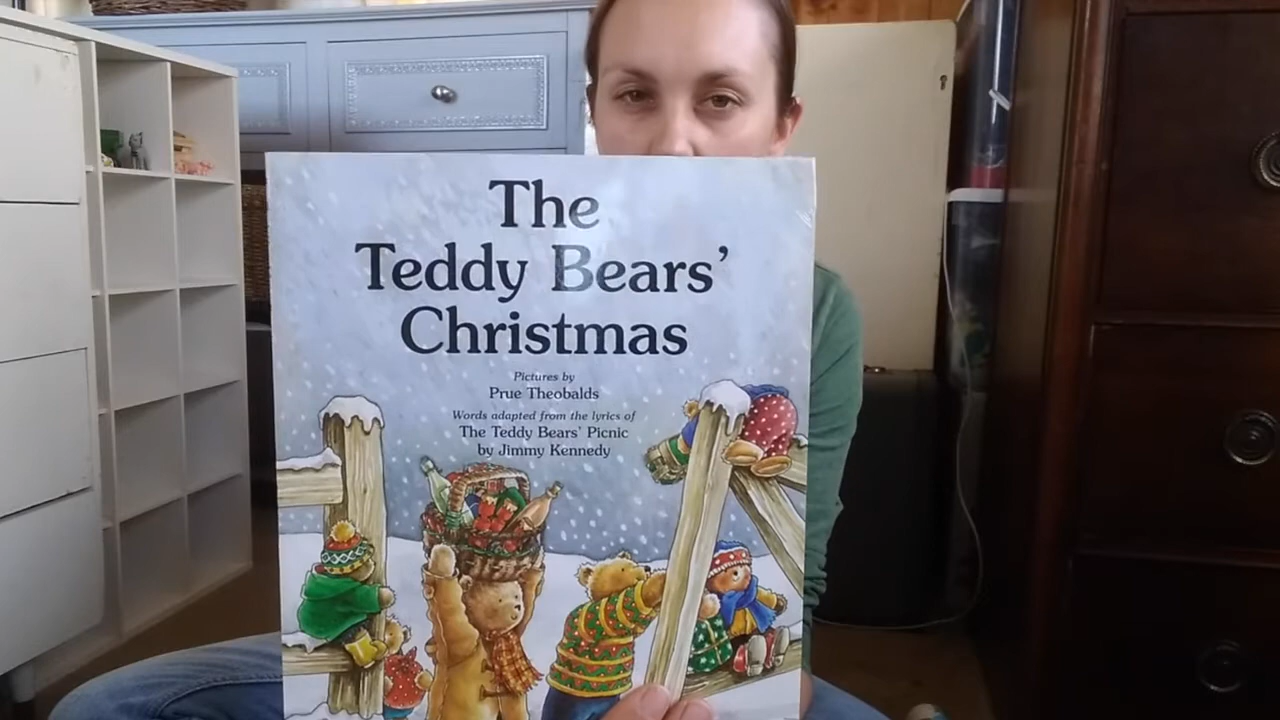 The
Teddy Bears'
Christmas
Pictures by
Prue Theobalds
Words adapted from the lyrics of
The Teddy Bears' Picnic
by Jimmy Kennedy